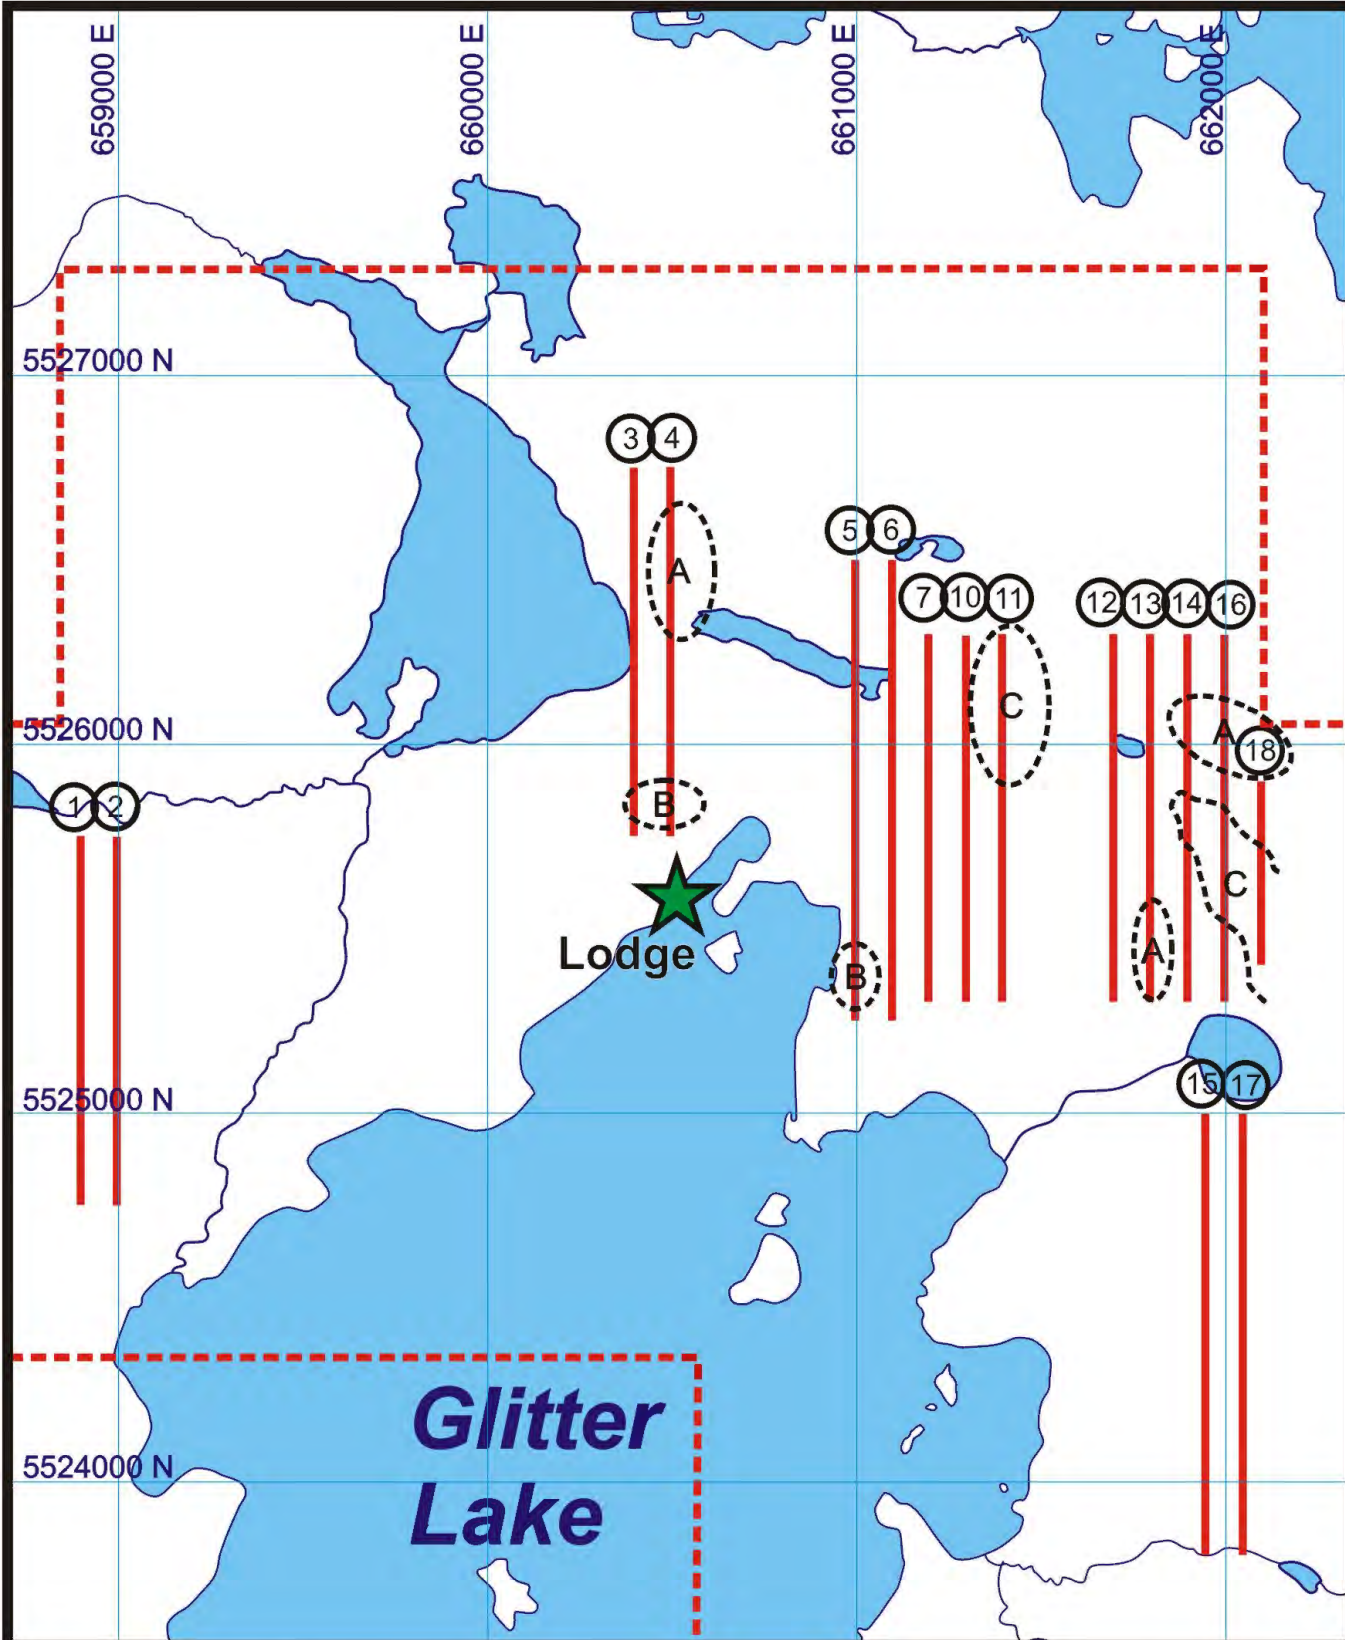 659000 E
660000 E
661000 E
662000 E
5527000 N
3 4
5 6
A
7 10 11
12 13 14 16
C
A
5526000 N
18
1 2
B
C
Lodge
A
B
15 17
5525000 N
Glitter
5524000 N
Lake